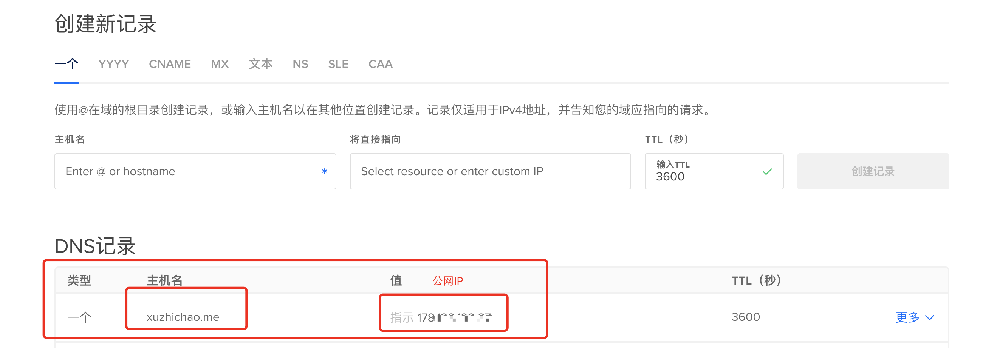 创建新记录
一个 YYYY CNAME MX 文本 NS SLE CAA
使用@在域的根目录创建记录，或输入主机名以在其他位置创建记录。记录仅适用于IPv4地址，并告知您的域应指向的请求。
主机名 将直接指向 TTL（秒）
Enter @ or hostname * Select resource or enter custom IP 输入TTL 3600 创建记录
DNS记录
类型 主机名 值 公网IP TTL（秒）
一个 xuzhichao.me 指示 3600 更多